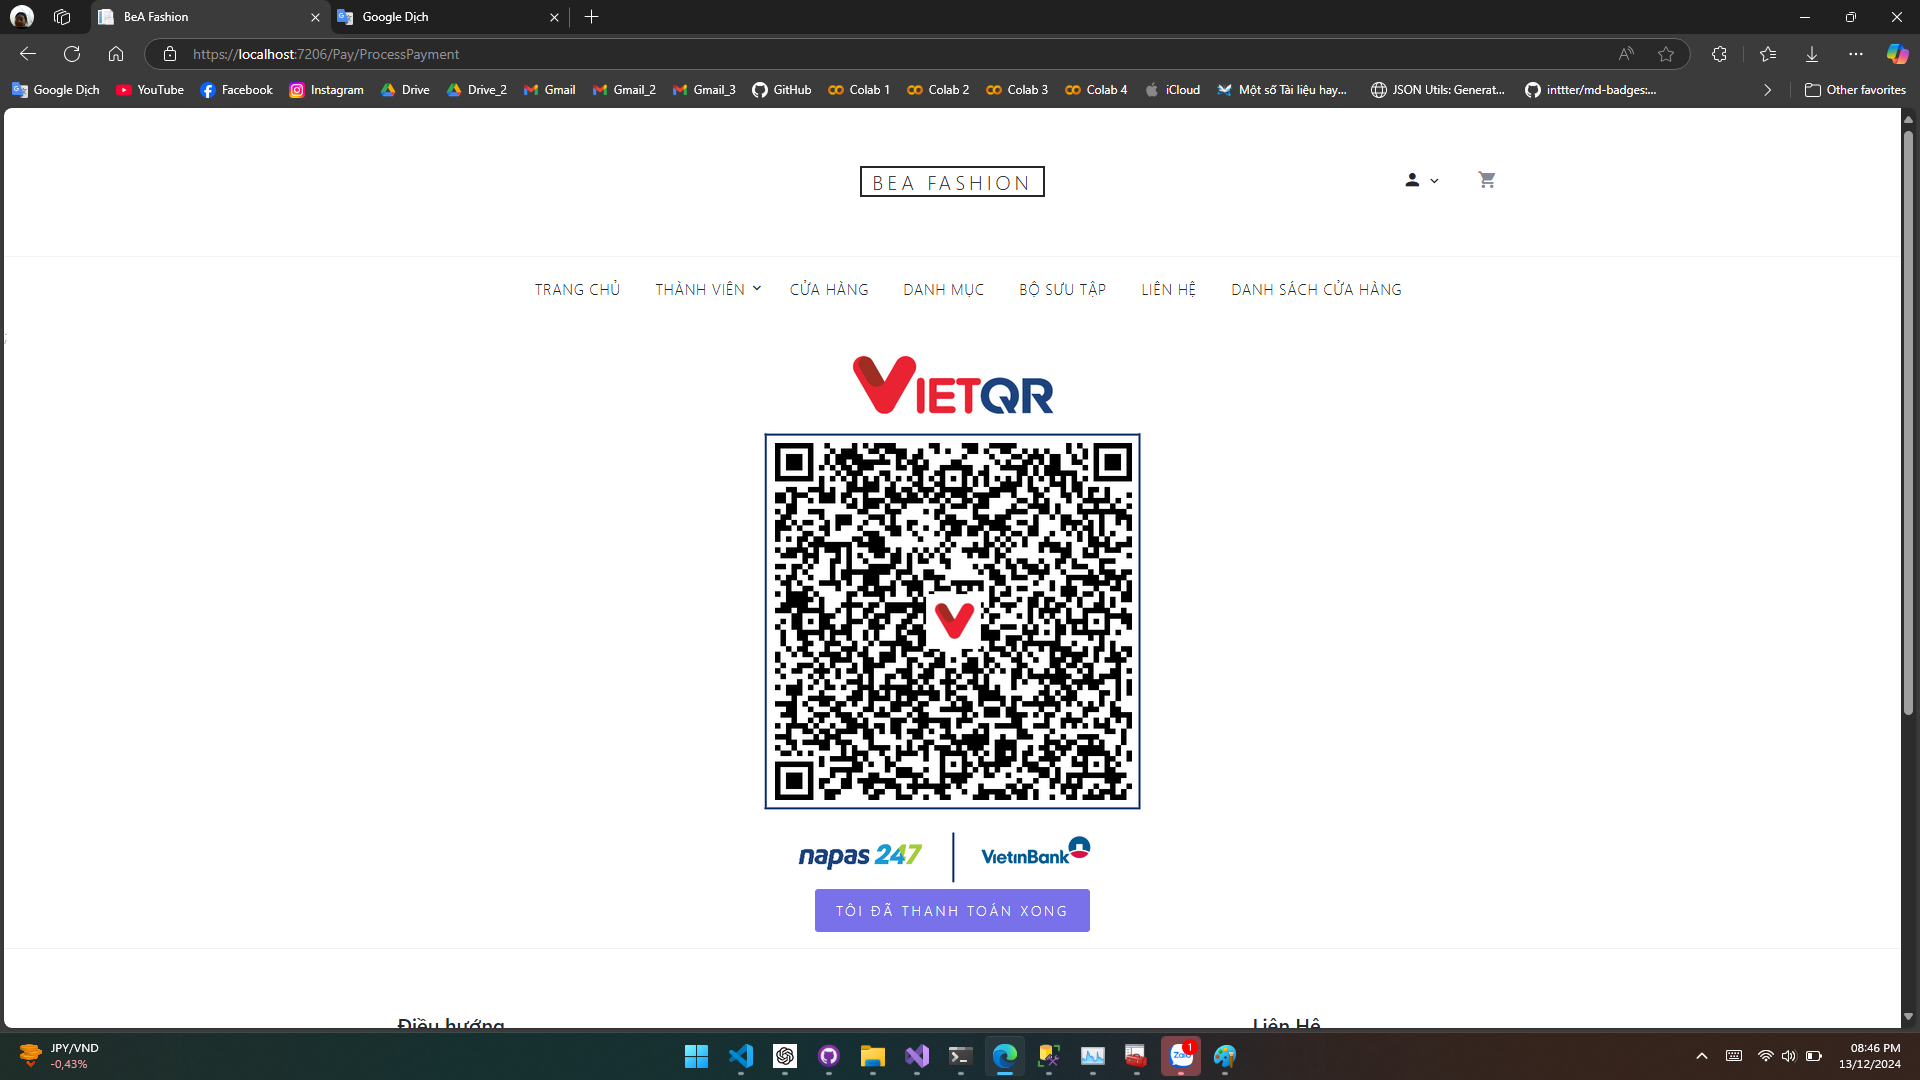 BeA Fashion
Google Dịch
https://localhost:7206/Pay/ProcessPayment
Google Dịch
YouTube
Facebook
Instagram
Drive
Drive_2
Gmail
Gmail_2
Gmail_3
GitHub
Colab 1
Colab 2
Colab 3
Colab 4
iCloud
Một số Tài liệu hay...
JSON Utils: Generat...
inttter/md-badges:...
Other favorites
BEA FASHION
TRANG CHỦ
THÀNH VIÊN
CỬA HÀNG
DANH MỤC
BỘ SƯU TẬP
LIÊN HỆ
DANH SÁCH CỬA HÀNG
;
VIETQR
napas 247
VietinBank
TÔI ĐÃ THANH TOÁN XONG
Điều hướng
Liên Hệ
JPY/VND
-0,43%
Zalo
1
08:46 PM
13/12/2024